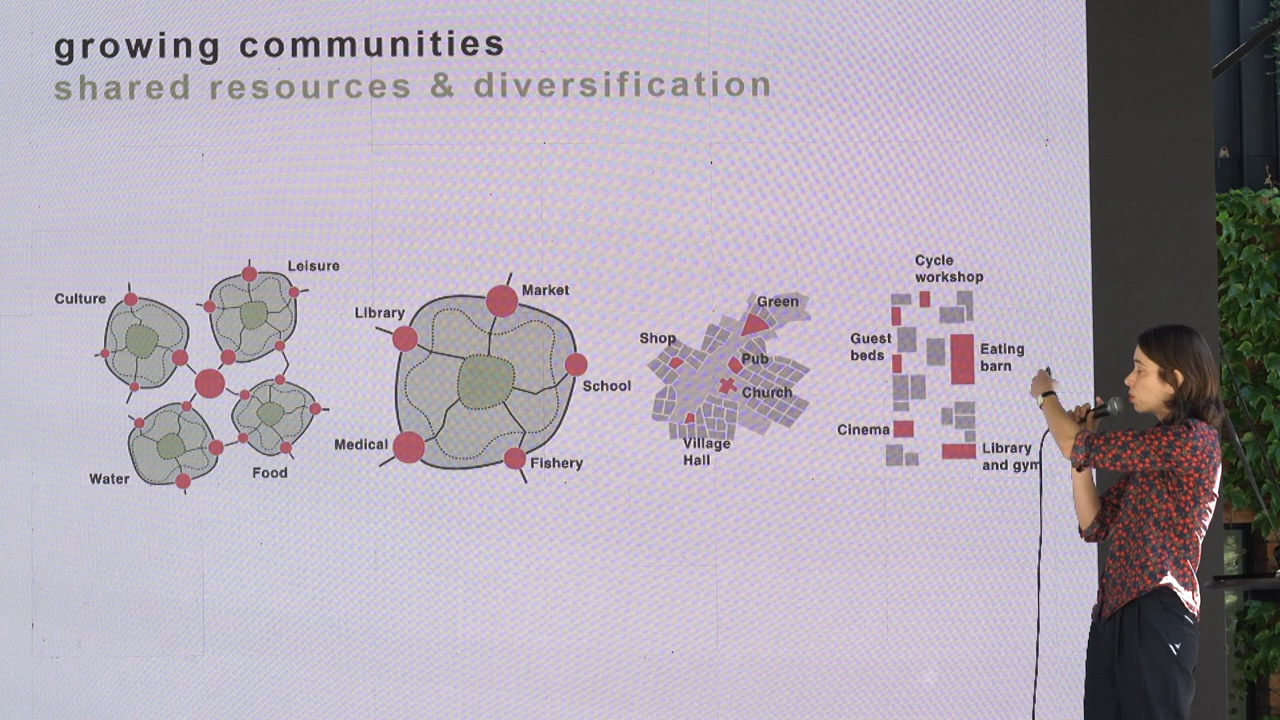 growing communities
shared resources & diversification
Culture
Leisure
Water
Food
Library
Market
School
Medical
Fishery
Green
Shop
Pub
Church
Village
Hall
Cycle
workshop
Guest
beds
Eating
barn
Cinema
Library
and gym